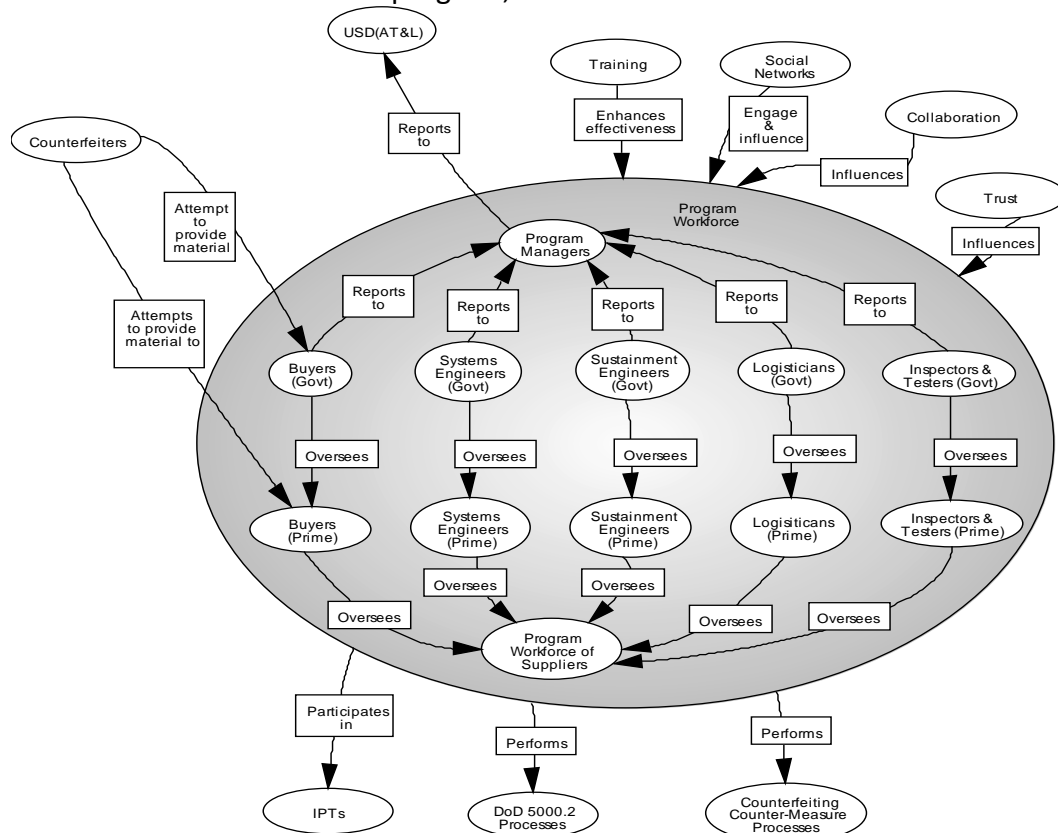 USD(AT&L)
Training
Social
Networks
Collaboration
Counterfeiters
Reports
to
Enhances
effectiveness
Engage
&
influence
Influences
Trust
Influences
Attempt
to
provide
material
Program
Workforce
Program
Managers
Attempts
to provide
material to
Reports
to
Reports
to
Reports
to
Reports
to
Reports
to
Buyers
(Govt)
Systems
Engineers
(Govt)
Sustainment
Engineers
(Govt)
Logisticians
(Govt)
Inspectors &
Testers (Govt)
Oversees
Oversees
Oversees
Oversees
Oversees
Buyers
(Prime)
Systems
Engineers
(Prime)
Sustainment
Engineers
(Prime)
Logisiticans
(Prime)
Inspectors &
Testers (Prime)
Oversees
Oversees
Oversees
Oversees
Oversees
Program
Workforce of
Suppliers
Participates
in
Performs
Performs
IPTs
DoD 5000.2
Processes
Counterfeiting
Counter-Measure
Processes